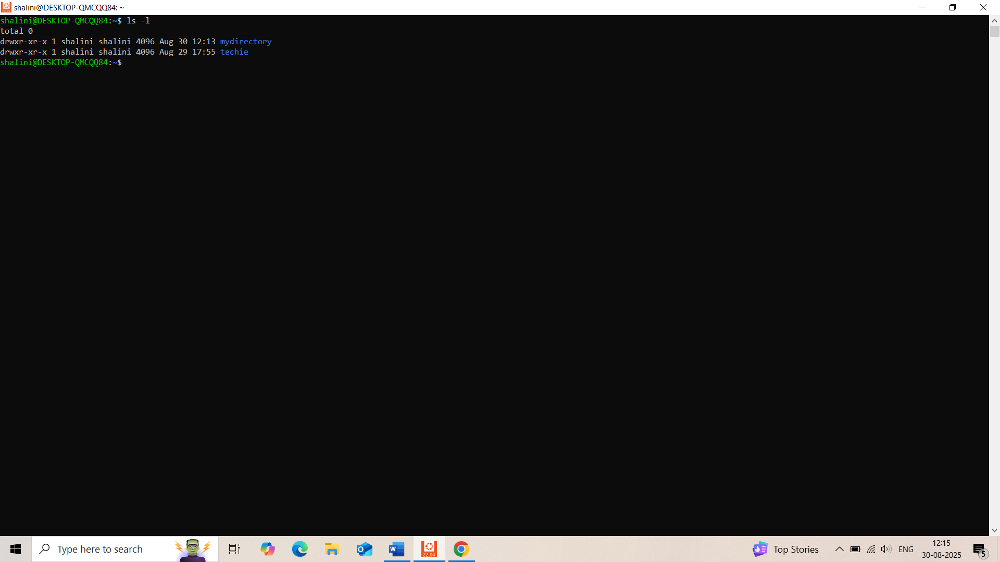 shalini@DESKTOP-QMCQQ84: ~
shalini@DESKTOP-QMCQQ84:~$ ls -l
total 0
drwxr-xr-x 1 shalini shalini 4096 Aug 30 12:13 mydirectory
drwxr-xr-x 1 shalini shalini 4096 Aug 29 17:55 techie
shalini@DESKTOP-QMCQQ84:~$
Type here to search
22.04
Top Stories
ENG
12:15
30-08-2025
5